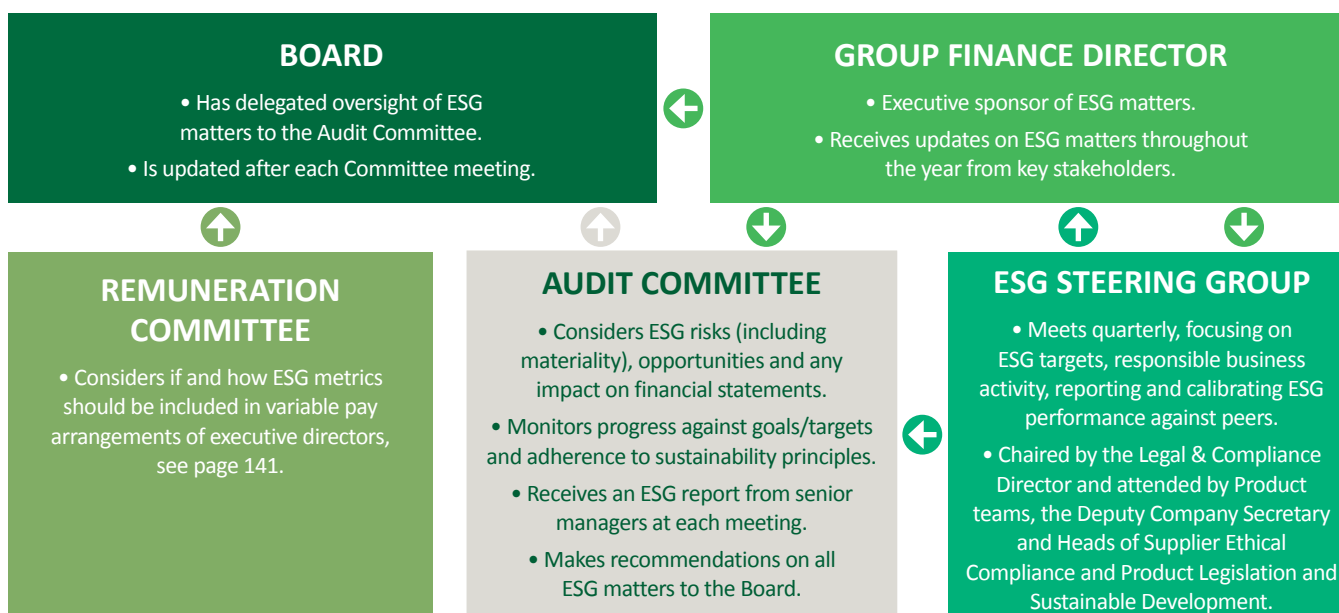 BOARD
• Has delegated oversight of ESG
matters to the Audit Committee.
• Is updated after each Committee meeting.
GROUP FINANCE DIRECTOR
• Executive sponsor of ESG matters.
• Receives updates on ESG matters throughout
the year from key stakeholders.
REMUNERATION
COMMITTEE
• Considers if and how ESG metrics
should be included in variable pay
arrangements of executive directors,
see page 141.
AUDIT COMMITTEE
• Considers ESG risks (including
materiality), opportunities and any
impact on financial statements.
• Monitors progress against goals/targets
and adherence to sustainability principles.
• Receives an ESG report from senior
managers at each meeting.
• Makes recommendations on all
ESG matters to the Board.
ESG STEERING GROUP
• Meets quarterly, focusing on
ESG targets, responsible business
activity, reporting and calibrating ESG
performance against peers.
• Chaired by the Legal & Compliance
Director and attended by Product
teams, the Deputy Company Secretary
and Heads of Supplier Ethical
Compliance and Product Legislation and
Sustainable Development.